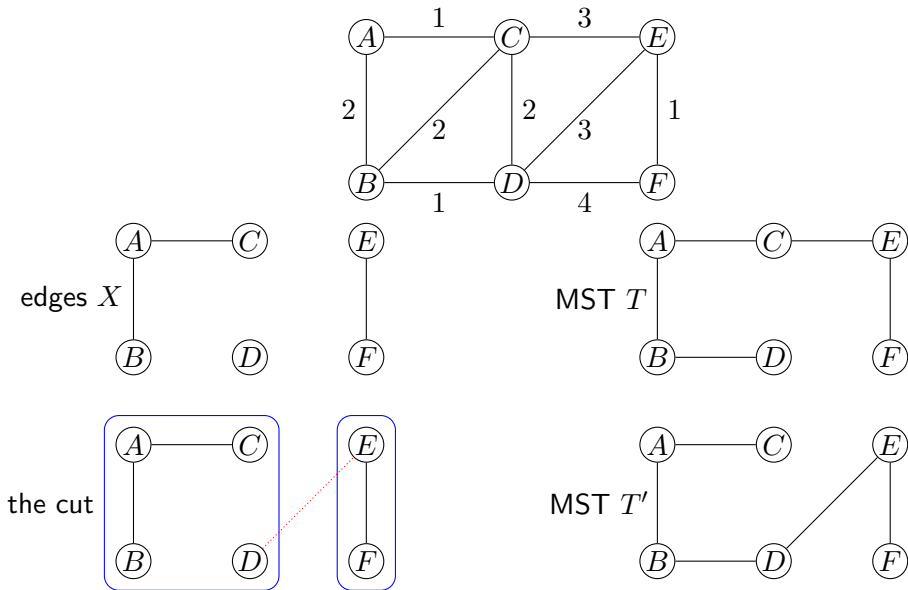 1 3
A C E
2 2 2 3 1
B D F
1 4
A C E
A C E
edges X
MST T
B D F
B D F
A C E
A C E
the cut
MST T′
B D F
B D F